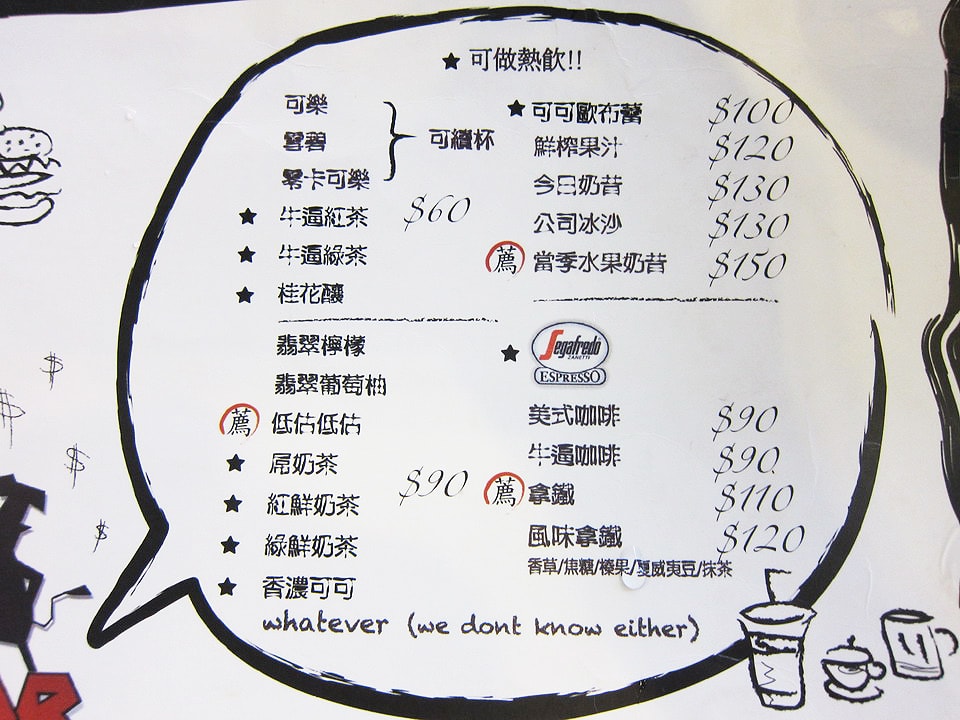 ★ 可做熱飲!!
可樂
雪碧
零卡可樂
可續杯
★ 牛逼紅茶 $60
★ 牛逼綠茶
★ 桂花釀
翡翠檸檬
翡翠葡萄柚
薦 低估低估
★ 屌奶茶
$90
★ 紅鮮奶茶
★ 綠鮮奶茶
★ 香濃可可
★ 可可歐布蕾 $100
鮮榨果汁 $120
今日奶昔 $130
公司冰沙 $130
薦 當季水果奶昔 $150
★ Segafredo
ZANETTI
ESPRESSO
美式咖啡 $90
牛逼咖啡 $90
薦 拿鐵 $110
風味拿鐵 $120
香草/焦糖/榛果/夏威夷豆/抹茶
whatever (we dont know either)